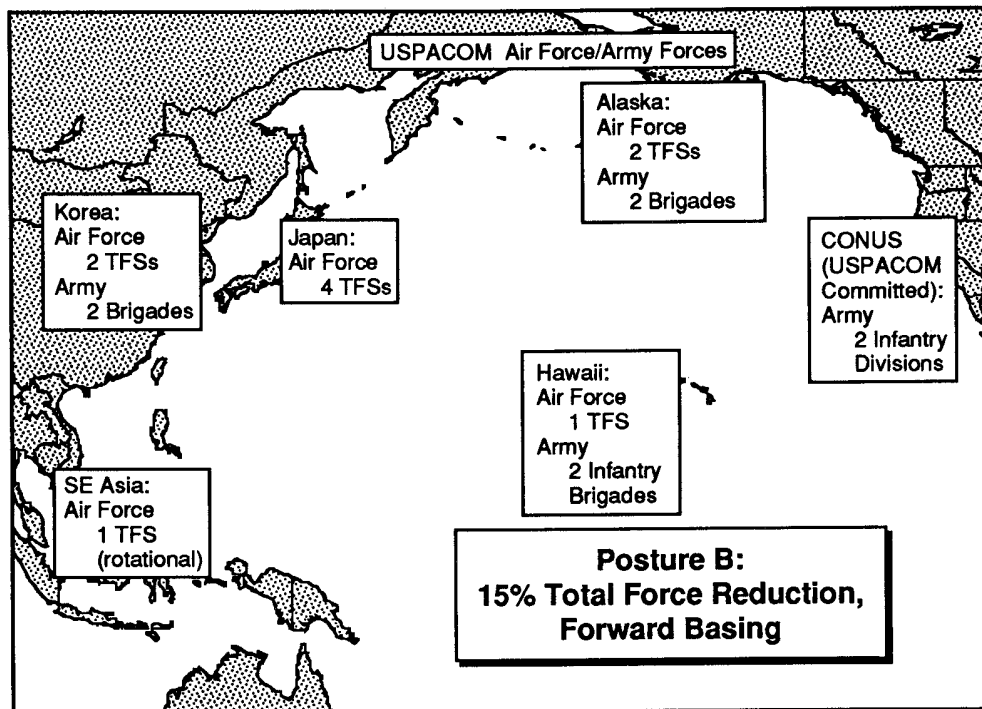 USPACOM Air Force/Army Forces
Alaska:
Air Force
2 TFSs
Army
2 Brigades
Korea:
Air Force
2 TFSs
Army
2 Brigades
Japan:
Air Force
4 TFSs
CONUS
(USPACOM
Committed):
Army
2 Infantry
Divisions
Hawaii:
Air Force
1 TFS
Army
2 Infantry
Brigades
SE Asia:
Air Force
1 TFS
(rotational)
Posture B:
15% Total Force Reduction,
Forward Basing